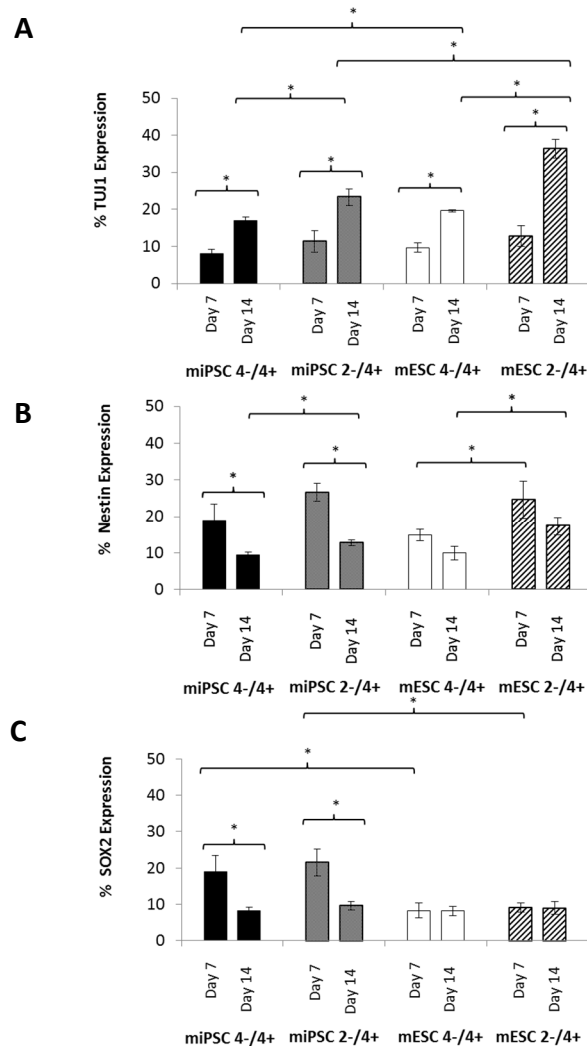 A
*
*
*
*
*
*
*
*
50
40
30
20
10
0
% TUJ1 Expression
Day 7 Day 14 Day 7 Day 14 Day 7 Day 14 Day 7 Day 14
miPSC 4-/4+ miPSC 2-/4+ mESC 4-/4+ mESC 2-/4+
B
*
*
*
*
*
50
40
30
20
10
0
% Nestin Expression
Day 7 Day 14 Day 7 Day 14 Day 7 Day 14 Day 7 Day 14
miPSC 4-/4+ miPSC 2-/4+ mESC 4-/4+ mESC 2-/4+
C
*
*
*
*
50
40
30
20
10
0
% SOX2 Expression
Day 7 Day 14 Day 7 Day 14 Day 7 Day 14 Day 7 Day 14
miPSC 4-/4+ miPSC 2-/4+ mESC 4-/4+ mESC 2-/4+